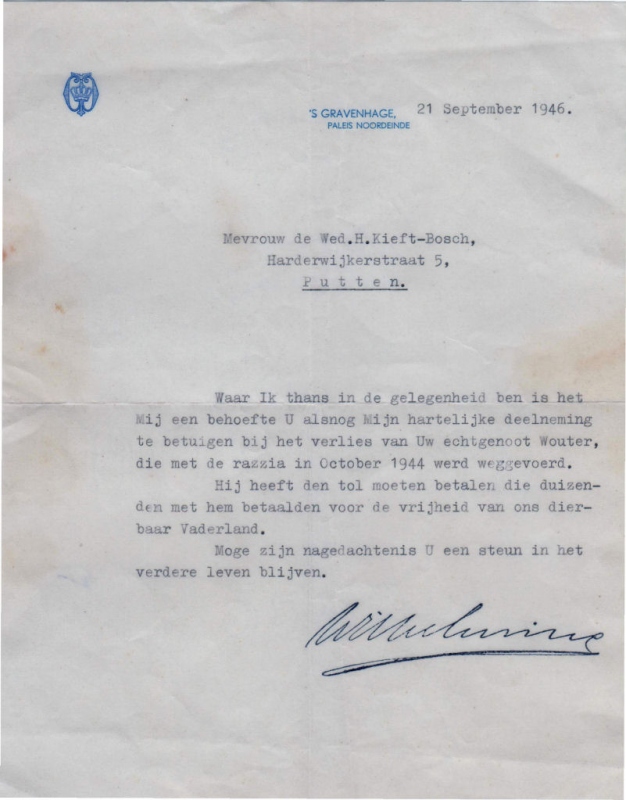 'S GRAVENHAGE, 21 September 1946.
PALEIS NOORDEINDE
Mevrouw de Wed.H.Kieft-Bosch,
Harderwijkerstraat 5,
Putten.
Waar Ik thans in de gelegenheid ben is het
Mij een behoefte U alsnog Mijn hartelijke deelneming
te betuigen bij het verlies van Uw echtgenoot Wouter,
die met de razzia in October 1944 werd weggevoerd.
Hij heeft den tol moeten betalen die duizen-
den met hem betaalden voor de vrijheid van ons dier-
baar Vaderland.
Moge zijn nagedachtenis U een steun in het
verdere leven blijven.
Wilhelmina